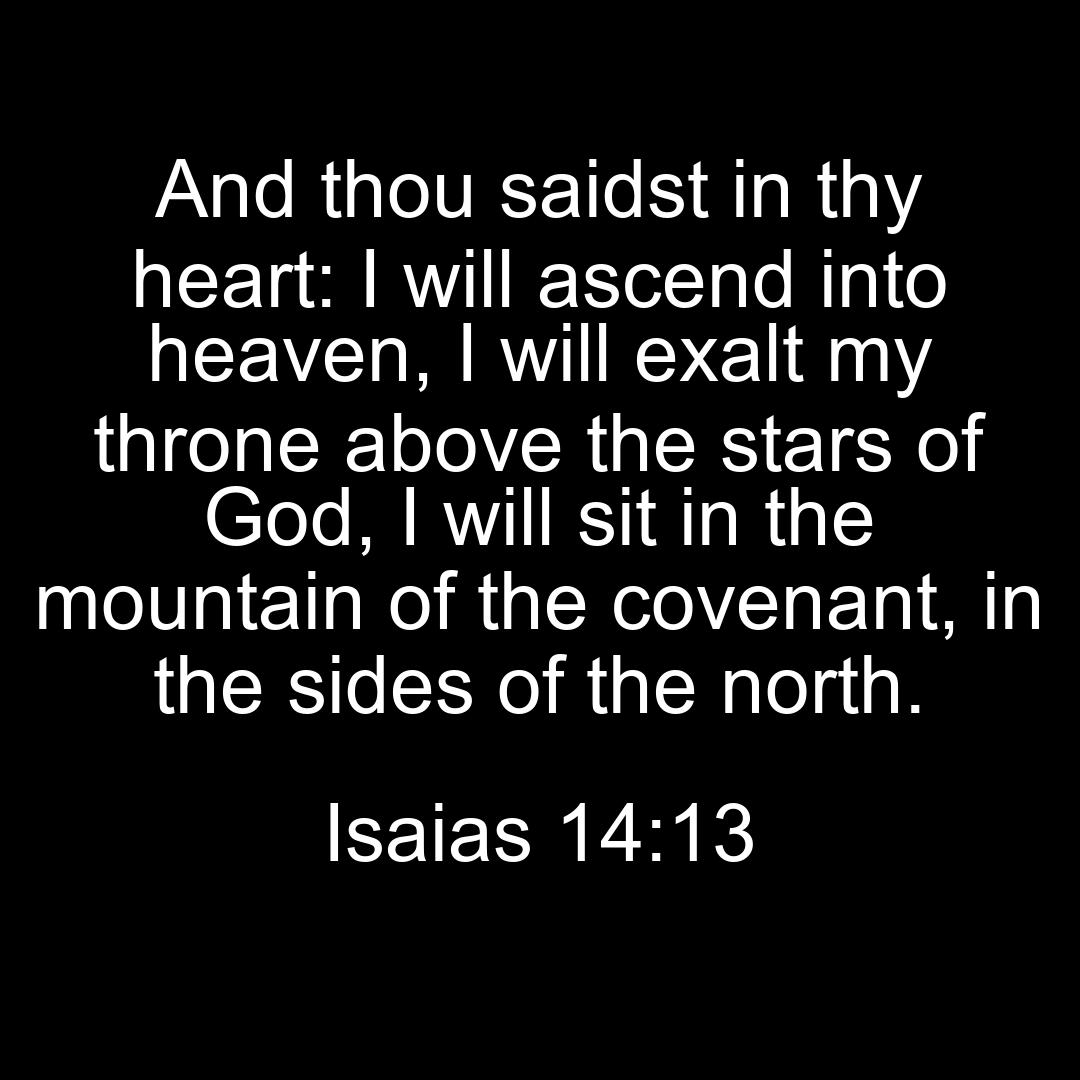 And thou saidst in thy
heart: I will ascend into
heaven, I will exalt my
throne above the stars of
God, I will sit in the
mountain of the covenant, in
the sides of the north.
Isaias 14:13